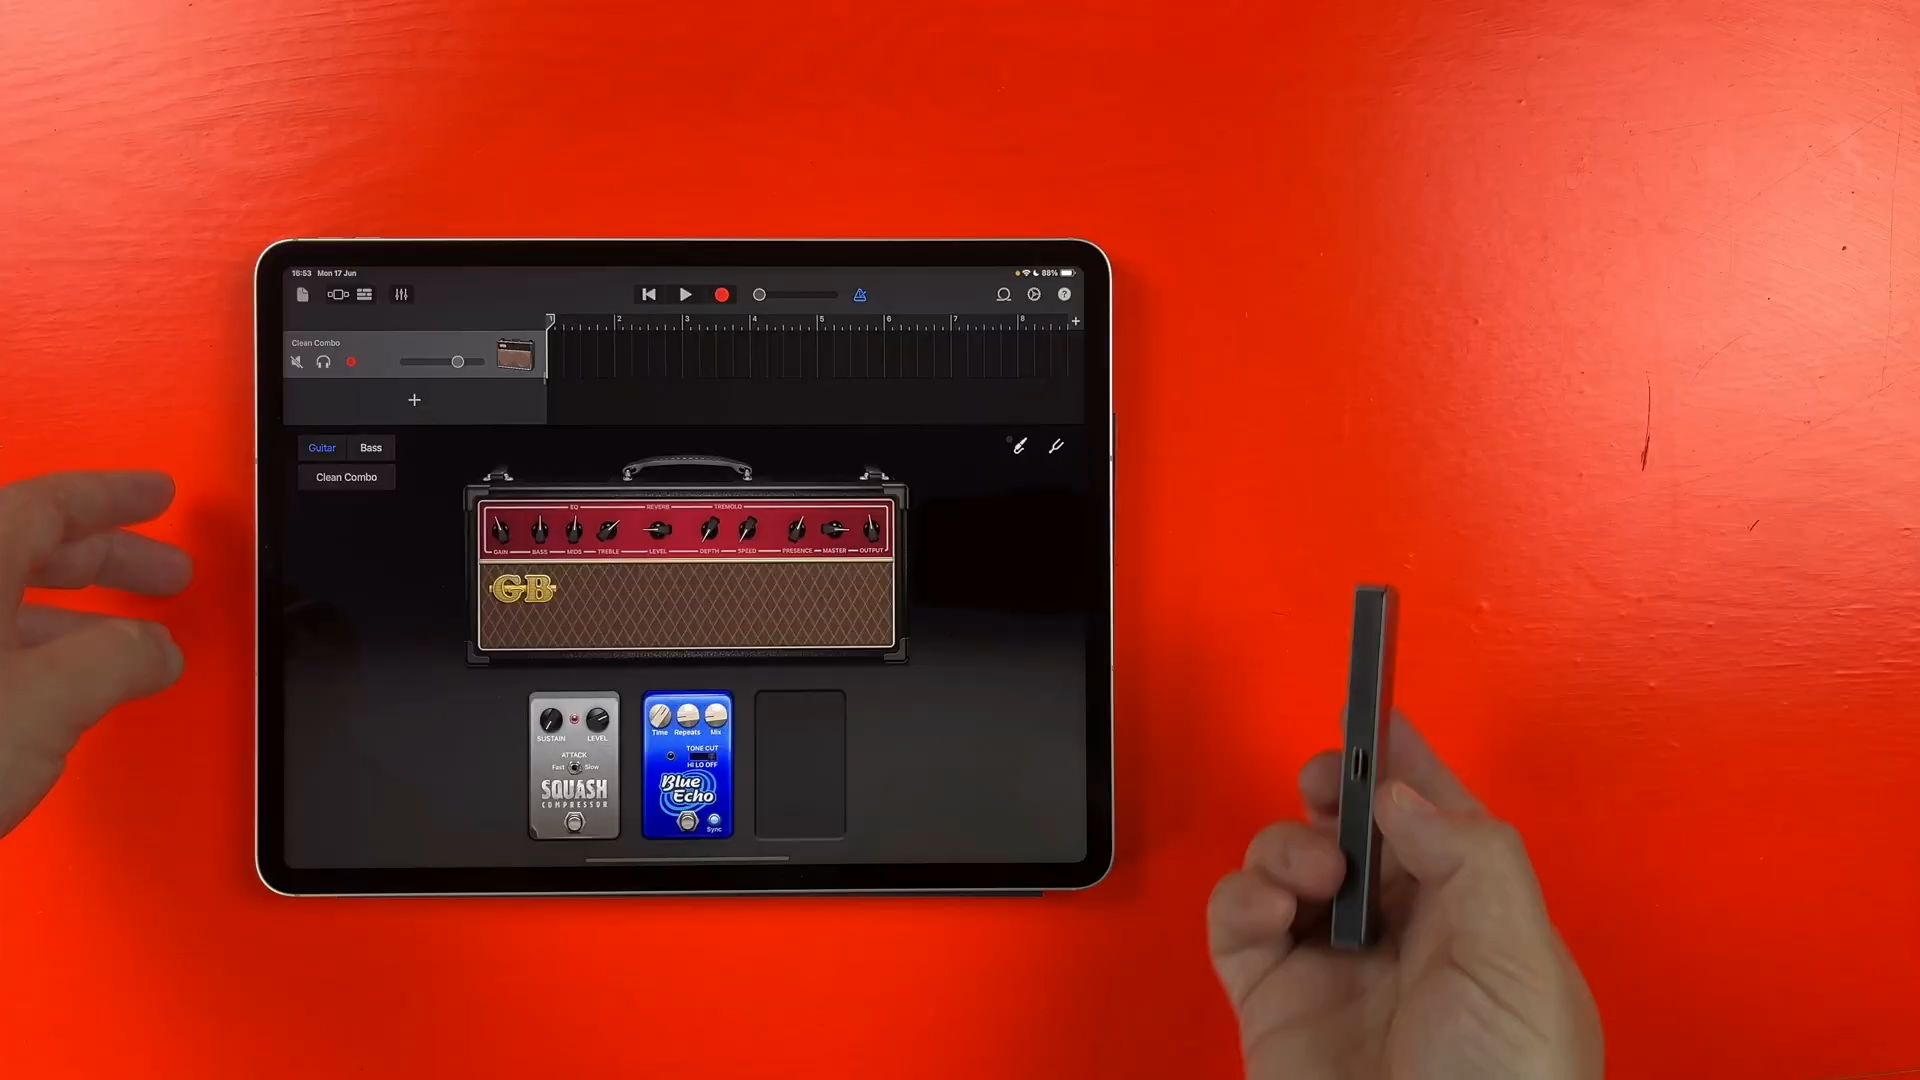 16:53 Mon 17 Jun
88%
1 2 3 4 5 6 7 8
Clean Combo
Guitar Bass
Clean Combo
EQ REVERB TREMOLO
GAIN BASS MIDS TREBLE LEVEL DEPTH SPEED PRESENCE MASTER OUTPUT
GB
SUSTAIN LEVEL
ATTACK
Fast Slow
SQUASH
COMPRESSOR
Time Repeats Mix
TONE CUT
HI LO OFF
Blue
Echo
Sync